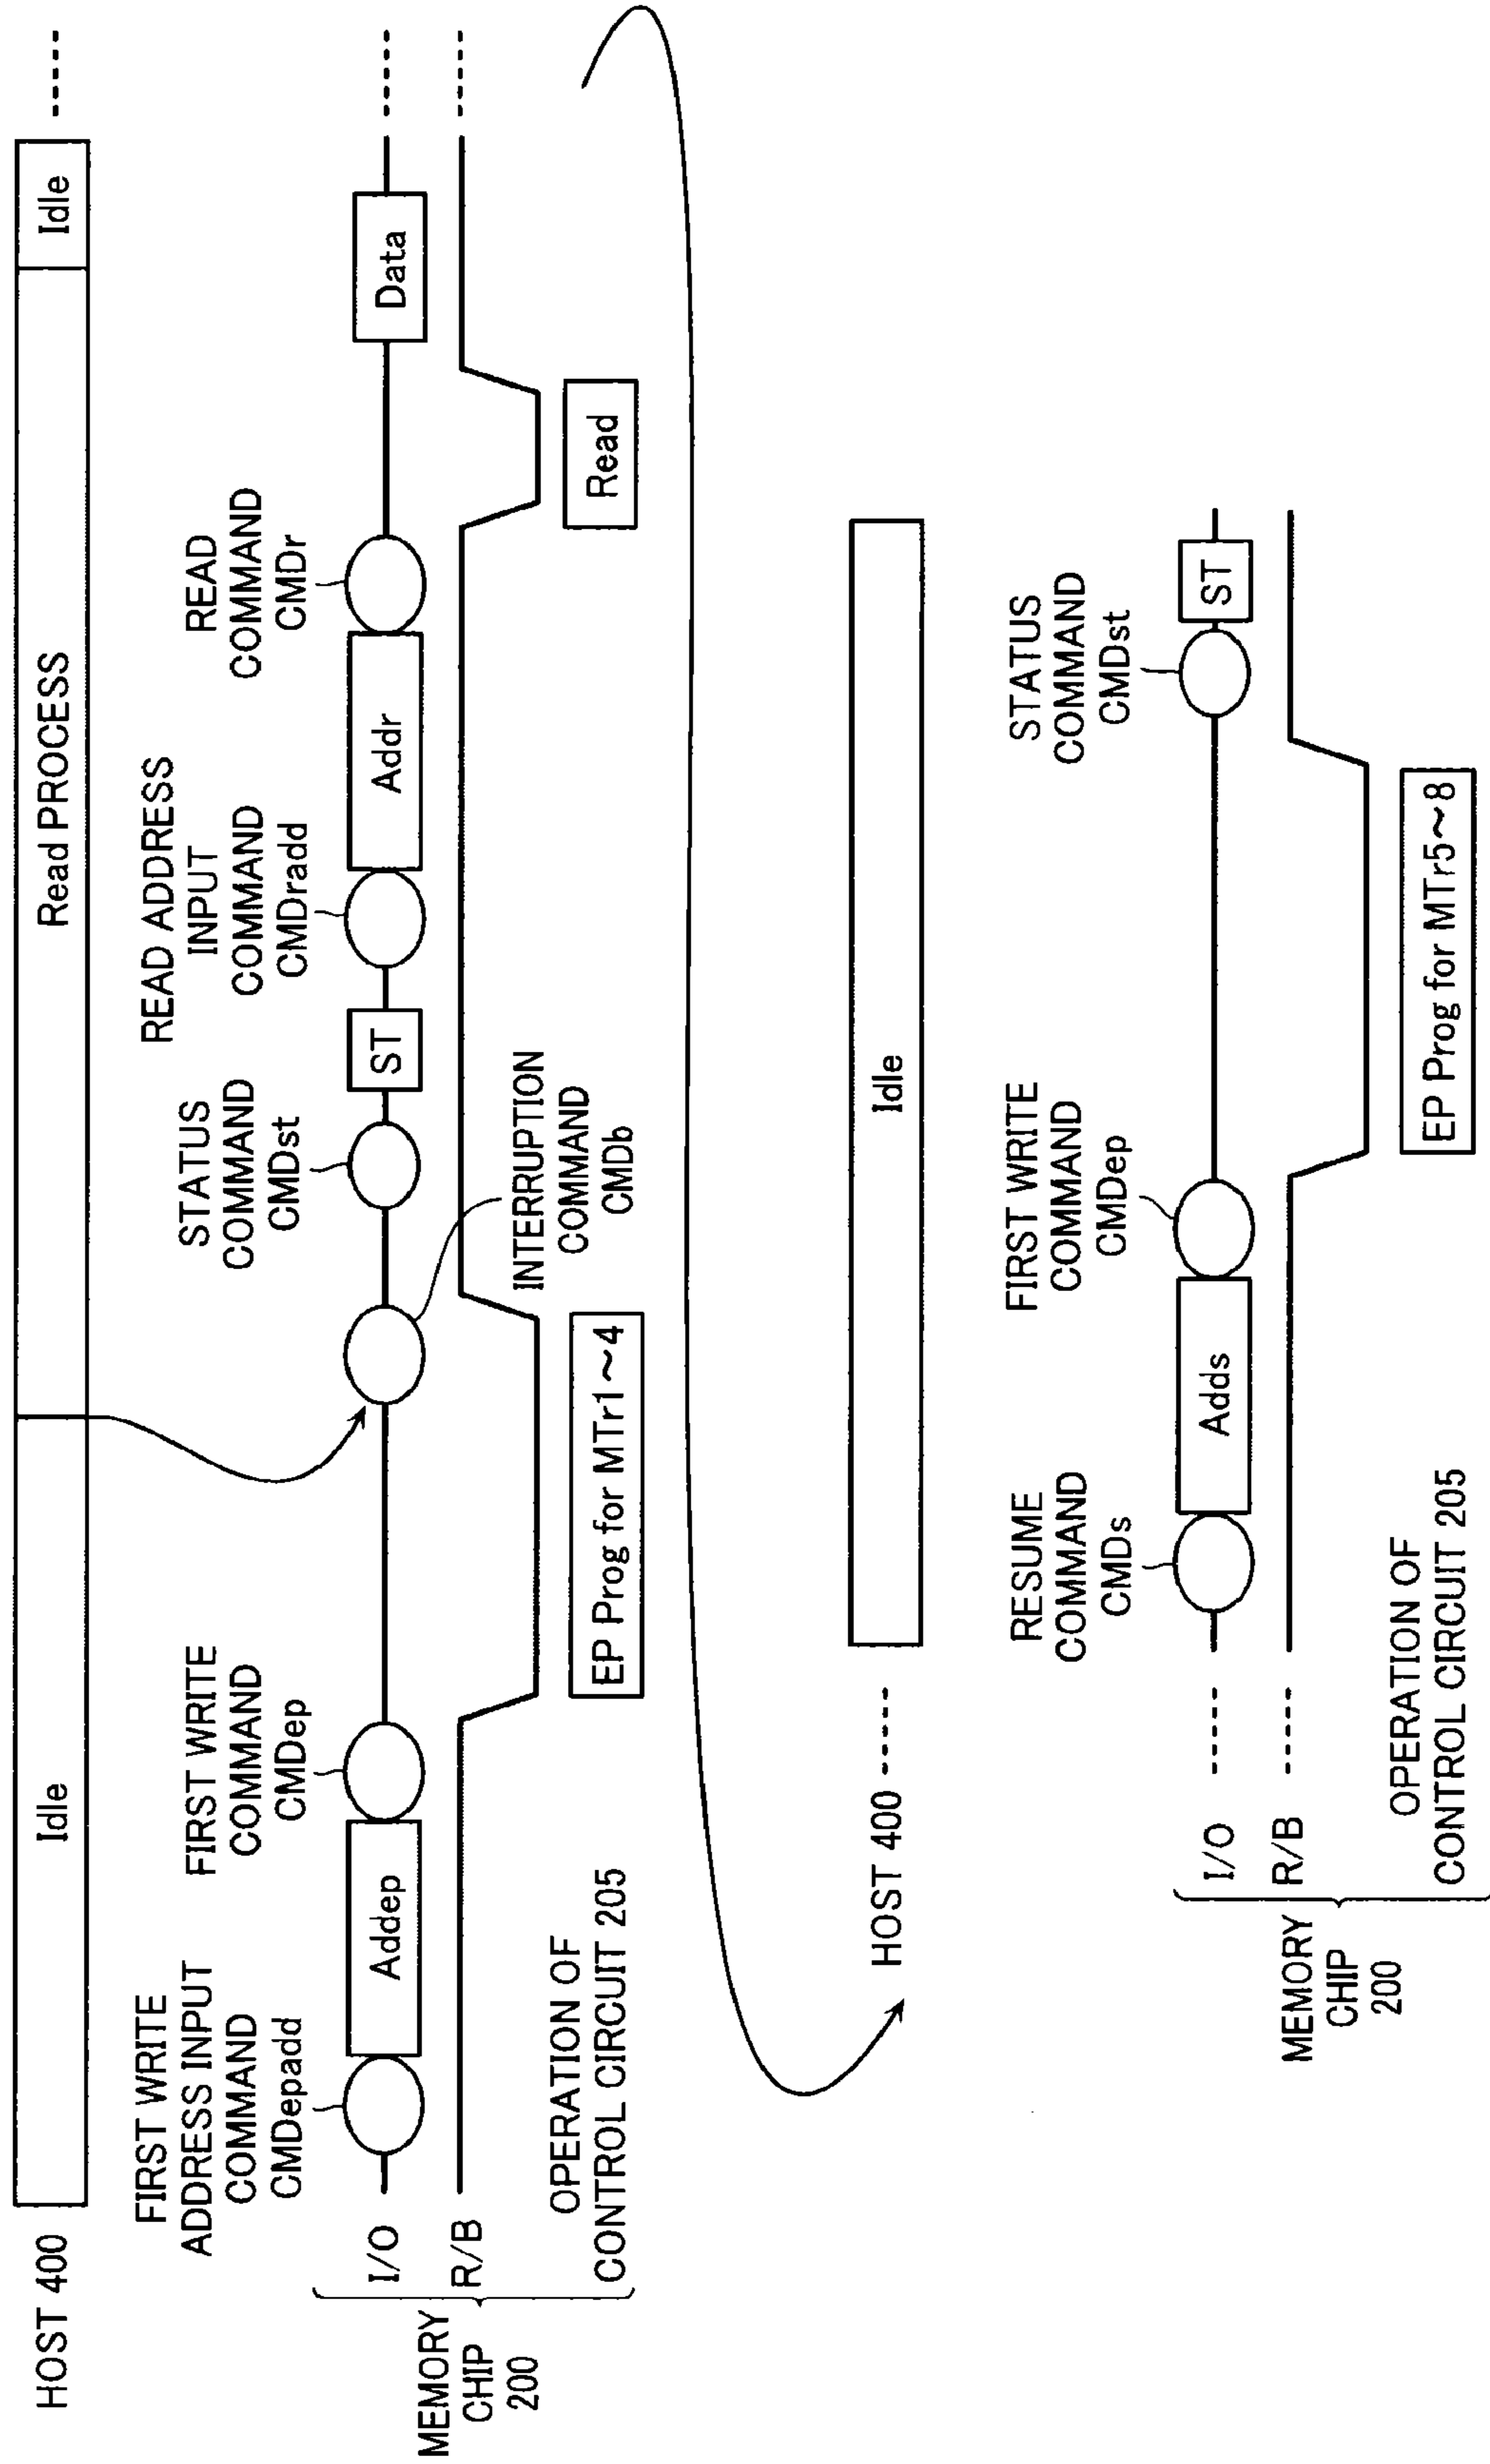 HOST 400
Idle
Read PROCESS
Idle
FIRST WRITE
ADDRESS INPUT
COMMAND
CMDepadd
FIRST WRITE
COMMAND
CMDep
STATUS
COMMAND
CMDst
READ ADDRESS
INPUT
COMMAND
CMDradd
READ
COMMAND
CMDr
MEMORY
CHIP
200
I/O
Addep
ST
Addr
Data
R/B
INTERRUPTION
COMMAND
CMDb
OPERATION OF
CONTROL CIRCUIT 205
EP Prog for MTr1~4
Read
HOST 400
Idle
RESUME
COMMAND
CMDs
FIRST WRITE
COMMAND
CMDep
STATUS
COMMAND
CMDst
MEMORY
CHIP
200
I/O
Adds
ST
R/B
OPERATION OF
CONTROL CIRCUIT 205
EP Prog for MTr5~8